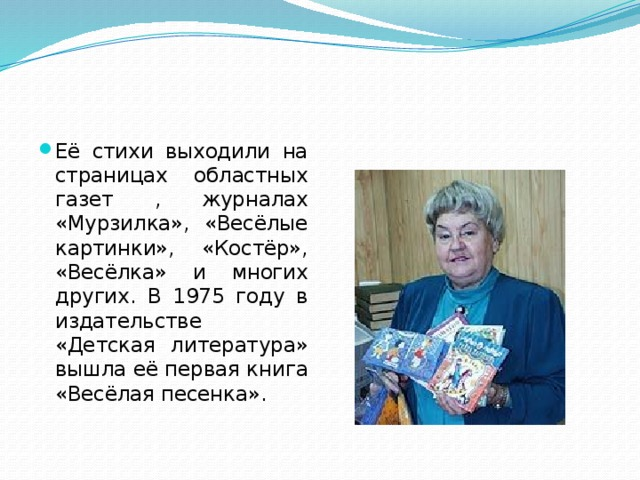 Её стихи выходили на
страницах областных
газет , журналах
«Мурзилка», «Весёлые
картинки», «Костёр»,
«Весёлка» и многих
других. В 1975 году в
издательстве
«Детская литература»
вышла её первая книга
«Весёлая песенка».